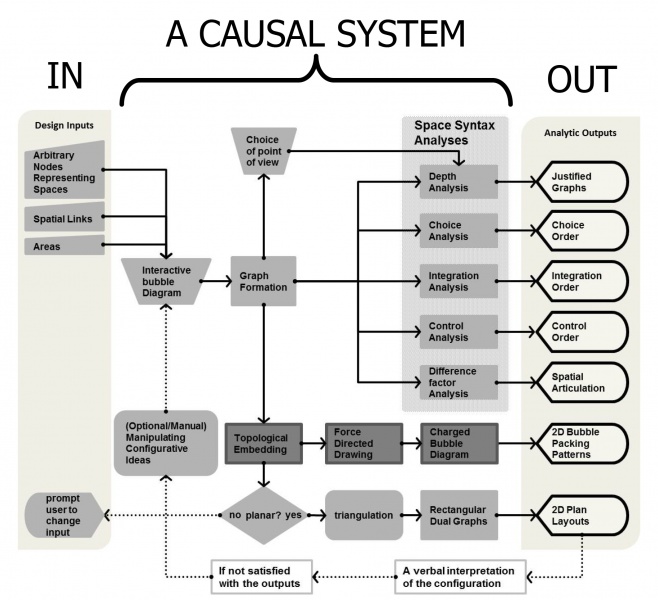 A CAUSAL SYSTEM
IN
OUT
Design Inputs
Arbitrary
Nodes
Representing
Spaces
Spatial Links
Areas
Interactive
bubble
Diagram
Choice
of point
of view
Graph
Formation
Space Syntax
Analyses
Depth
Analysis
Choice
Analysis
Integration
Analysis
Control
Analysis
Difference
factor
Analysis
Analytic Outputs
Justified
Graphs
Choice
Order
Integration
Order
Control
Order
Spatial
Articulation
(Optional/Manual)
Manipulating
Configurative
Ideas
Topological
Embedding
Force
Directed
Drawing
Charged
Bubble
Diagram
2D Bubble
Packing
Patterns
prompt
user to
change
input
no planar? yes
triangulation
Rectangular
Dual Graphs
2D Plan
Layouts
If not satisfied
with the outputs
A verbal interpretation
of the configuration